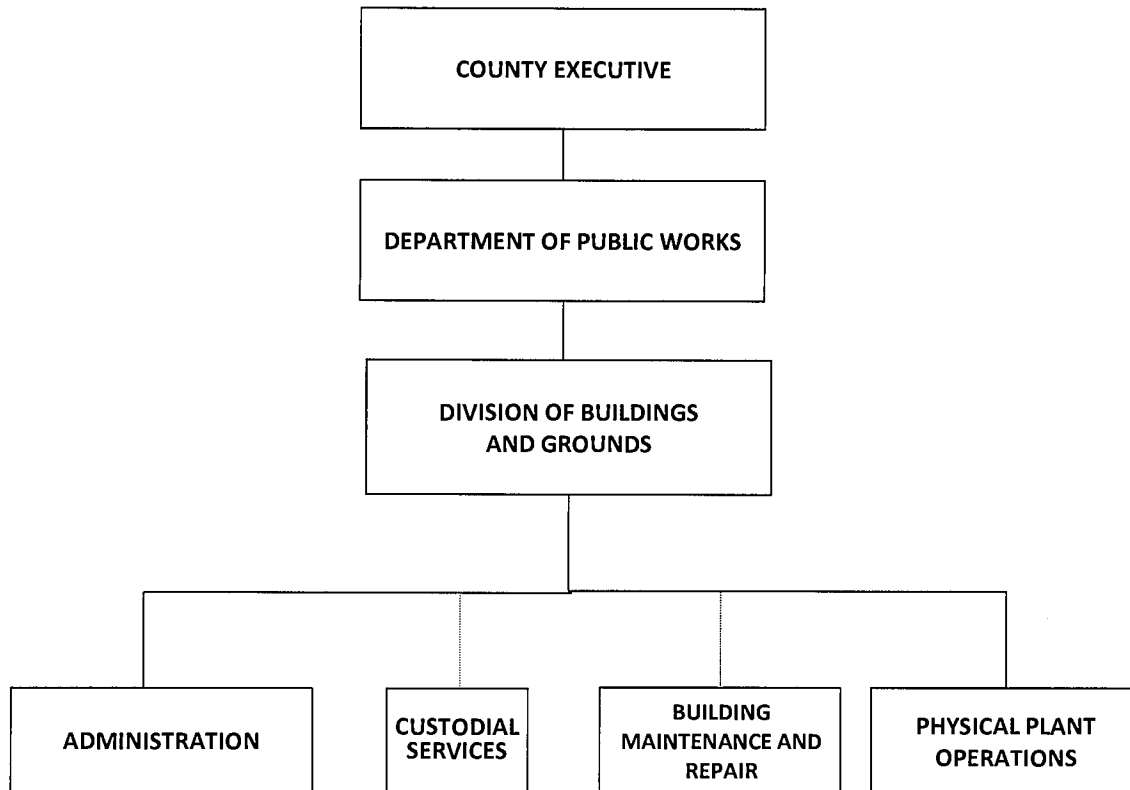 COUNTY EXECUTIVE
DEPARTMENT OF PUBLIC WORKS
DIVISION OF BUILDINGS
AND GROUNDS
ADMINISTRATION
CUSTODIAL
SERVICES
BUILDING
MAINTENANCE AND
REPAIR
PHYSICAL PLANT
OPERATIONS